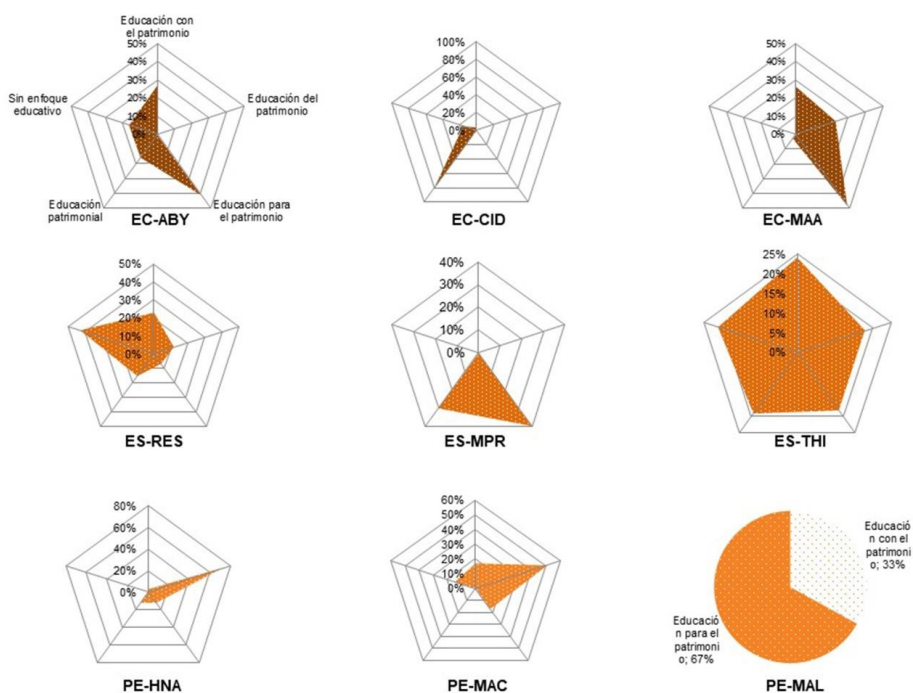 Educación con
el patrimonio
50%
40%
30%
20%
10%
0%
Sin enfoque
educativo
Educación del
patrimonio
Educación
patrimonial
Educación para
el patrimonio
EC-ABY
100%
80%
60%
40%
20%
0%
EC-CID
50%
40%
30%
20%
10%
0%
EC-MAA
50%
40%
30%
20%
10%
0%
ES-RES
40%
30%
20%
10%
0%
ES-MPR
25%
20%
15%
10%
5%
0%
ES-THI
80%
60%
40%
20%
0%
PE-HNA
60%
50%
40%
30%
20%
10%
0%
PE-MAC
Educació
n con el
patrimoni
o; 33%
Educació
n para el
patrimoni
o; 67%
PE-MAL